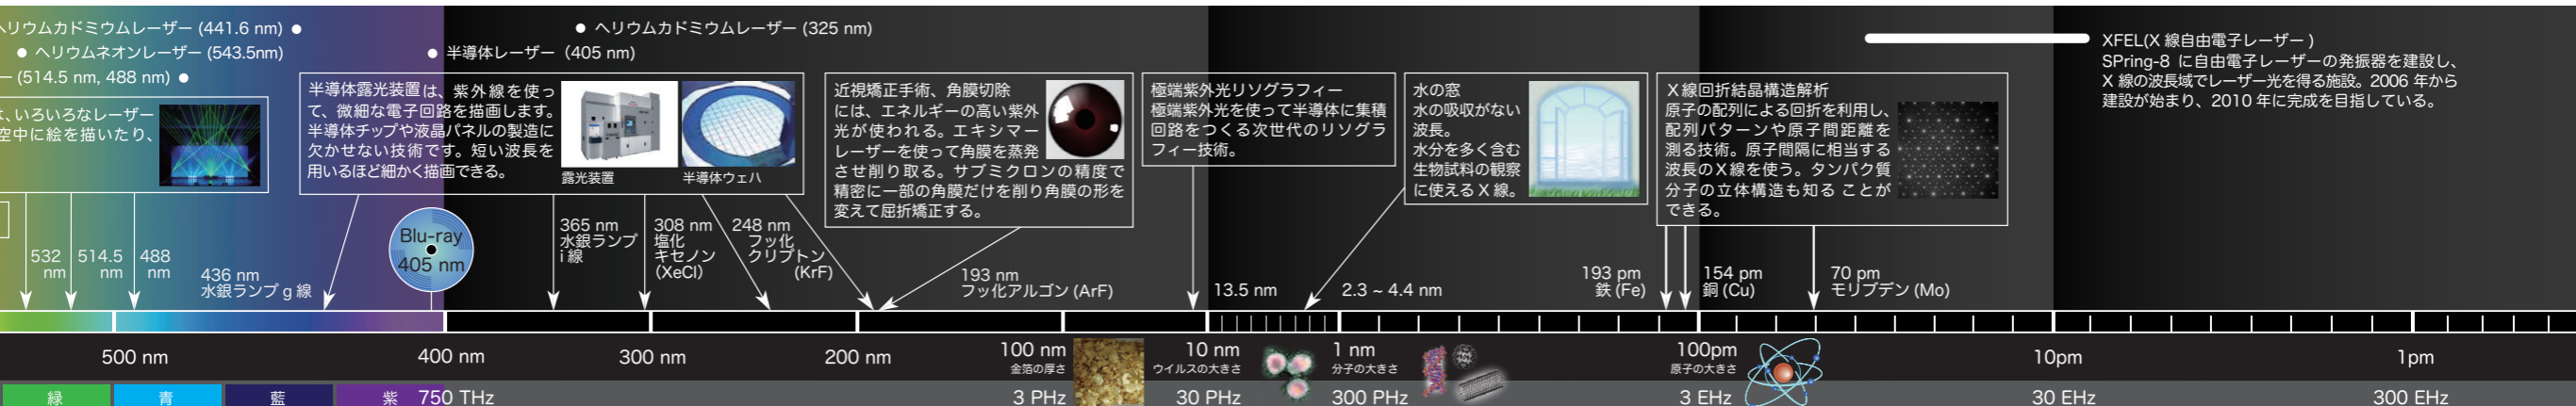 ヘリウムカドミウムレーザー (441.6 nm) ●
● ヘリウムネオンレーザー (543.5nm)
ー (514.5 nm, 488 nm) ●
● 半導体レーザー（405 nm)
● ヘリウムカドミウムレーザー (325 nm)
は、いろいろなレーザー
空中に絵を描いたり、
半導体露光装置は、紫外線を使っ
て、微細な電子回路を描画します。
半導体チップや液晶パネルの製造に
欠かせない技術です。短い波長を
用いるほど細かく描画できる。
露光装置
半導体ウェハ
近視矯正手術、角膜切除
には、エネルギーの高い紫外
光が使われる。エキシマー
レーザーを使って角膜を蒸発
させ削り取る。サブミクロンの精度で
精密に一部の角膜だけを削り角膜の形を
変えて屈折矯正する。
極端紫外光リソグラフィー
極端紫外光を使って半導体に集積
回路をつくる次世代のリソグラ
フィー技術。
水の窓
水の吸収がない
波長。
水分を多く含む
生物試料の観察
に使える X 線。
X線回折結晶構造解析
原子の配列による回折を利用し、
配列パターンや原子間距離を
測る技術。原子間隔に相当する
波長のX線を使う。タンパク質
分子の立体構造も知る ことが
できる。
XFEL(X 線自由電子レーザー )
SPring-8 に自由電子レーザーの発振器を建設し、
X 線の波長域でレーザー光を得る施設。2006 年から
建設が始まり、2010 年に完成を目指している。
532
nm
514.5
nm
488
nm
436 nm
水銀ランプ g 線
Blu-ray
405 nm
365 nm
水銀ランプ
i 線
308 nm
塩化
キセノン
(XeCl)
248 nm
フッ化
クリプトン
(KrF)
193 nm
フッ化アルゴン (ArF)
13.5 nm
2.3 ~ 4.4 nm
193 pm
鉄 (Fe)
154 pm
銅 (Cu)
70 pm
モリブデン (Mo)
500 nm
400 nm
300 nm
200 nm
100 nm
金箔の厚さ
10 nm
ウイルスの大きさ
1 nm
分子の大きさ
100pm
原子の大きさ
10pm
1pm
緑
青
藍
紫
750 THz
3 PHz
30 PHz
300 PHz
3 EHz
30 EHz
300 EHz